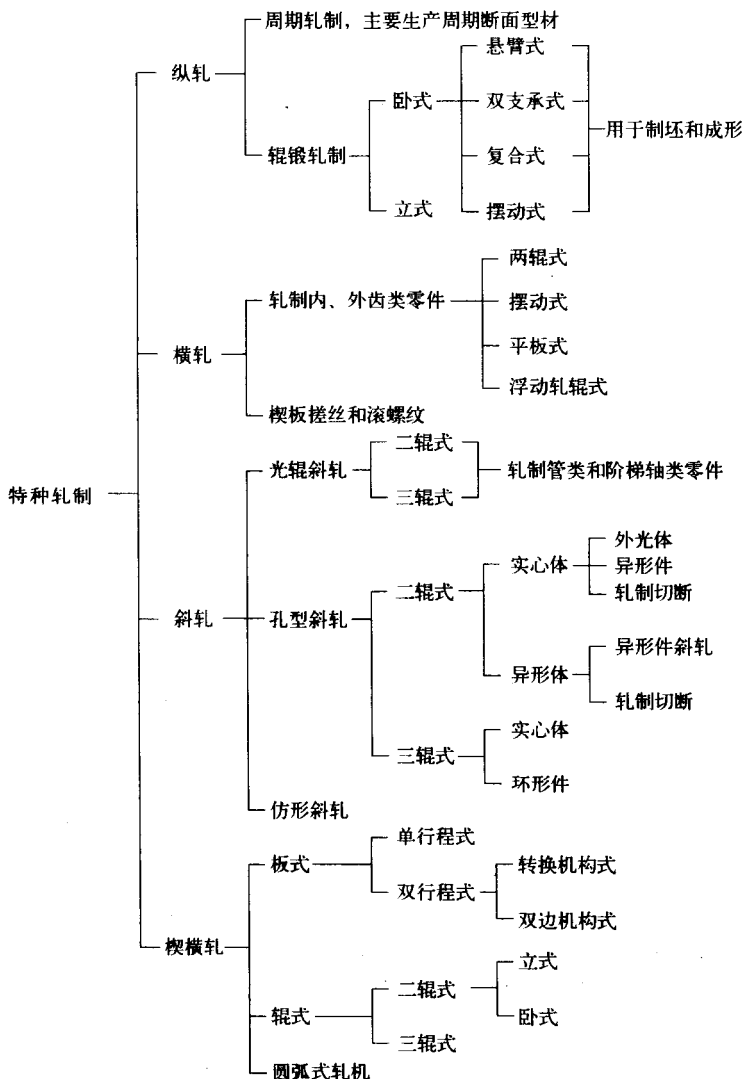 周期轧制，主要生产周期断面型材
悬臂式
纵轧
卧式
双支承式
用于制坯和成形
辊锻轧制
复合式
立式
摆动式
两辊式
轧制内、外齿类零件
摆动式
横轧
平板式
浮动轧辊式
楔板搓丝和滚螺纹
二辊式
光辊斜轧
轧制管类和阶梯轴类零件
三辊式
特种轧制
外光体
实心体
异形件
二辊式
轧制切断
斜轧
孔型斜轧
异形件斜轧
异形体
轧制切断
实心体
三辊式
环形件
仿形斜轧
单行程式
板式
转换机构式
双行程式
双边机构式
楔横轧
立式
二辊式
辊式
卧式
三辊式
圆弧式轧机